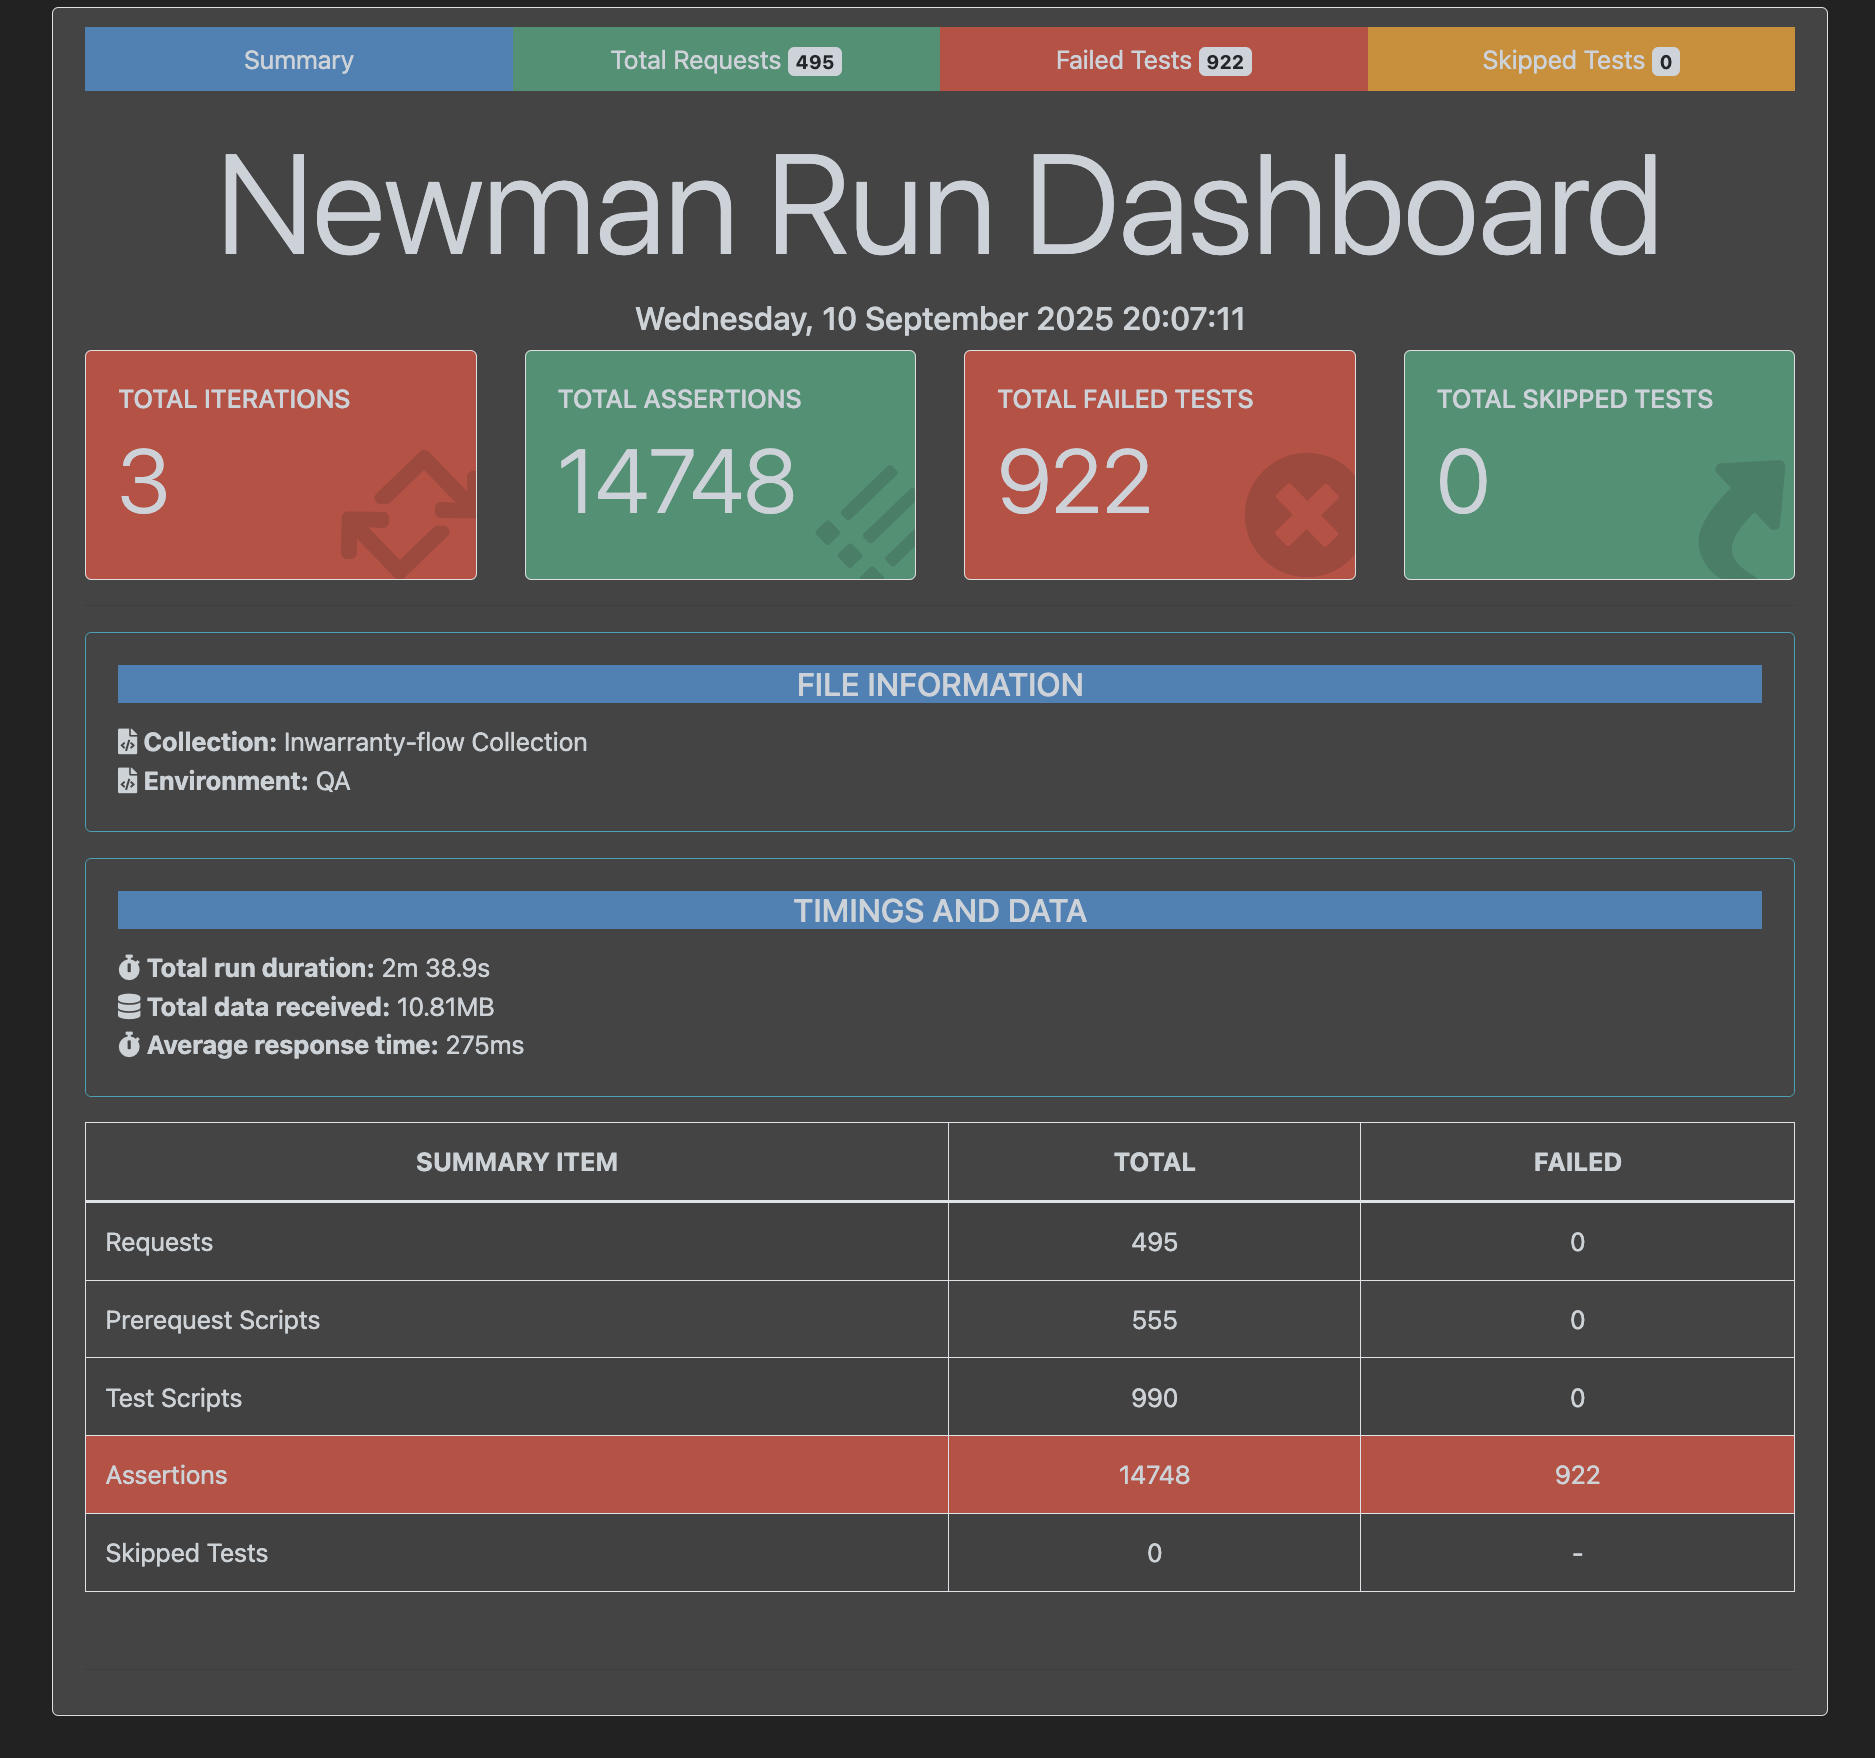 Summary Total Requests 495 Failed Tests 922 Skipped Tests 0
Newman Run Dashboard
Wednesday, 10 September 2025 20:07:11
TOTAL ITERATIONS
3
TOTAL ASSERTIONS
14748
TOTAL FAILED TESTS
922
TOTAL SKIPPED TESTS
0
FILE INFORMATION
Collection: Inwarranty-flow Collection
Environment: QA
TIMINGS AND DATA
Total run duration: 2m 38.9s
Total data received: 10.81MB
Average response time: 275ms
SUMMARY ITEM TOTAL FAILED
Requests 495 0
Prerequest Scripts 555 0
Test Scripts 990 0
Assertions 14748 922
Skipped Tests 0 -